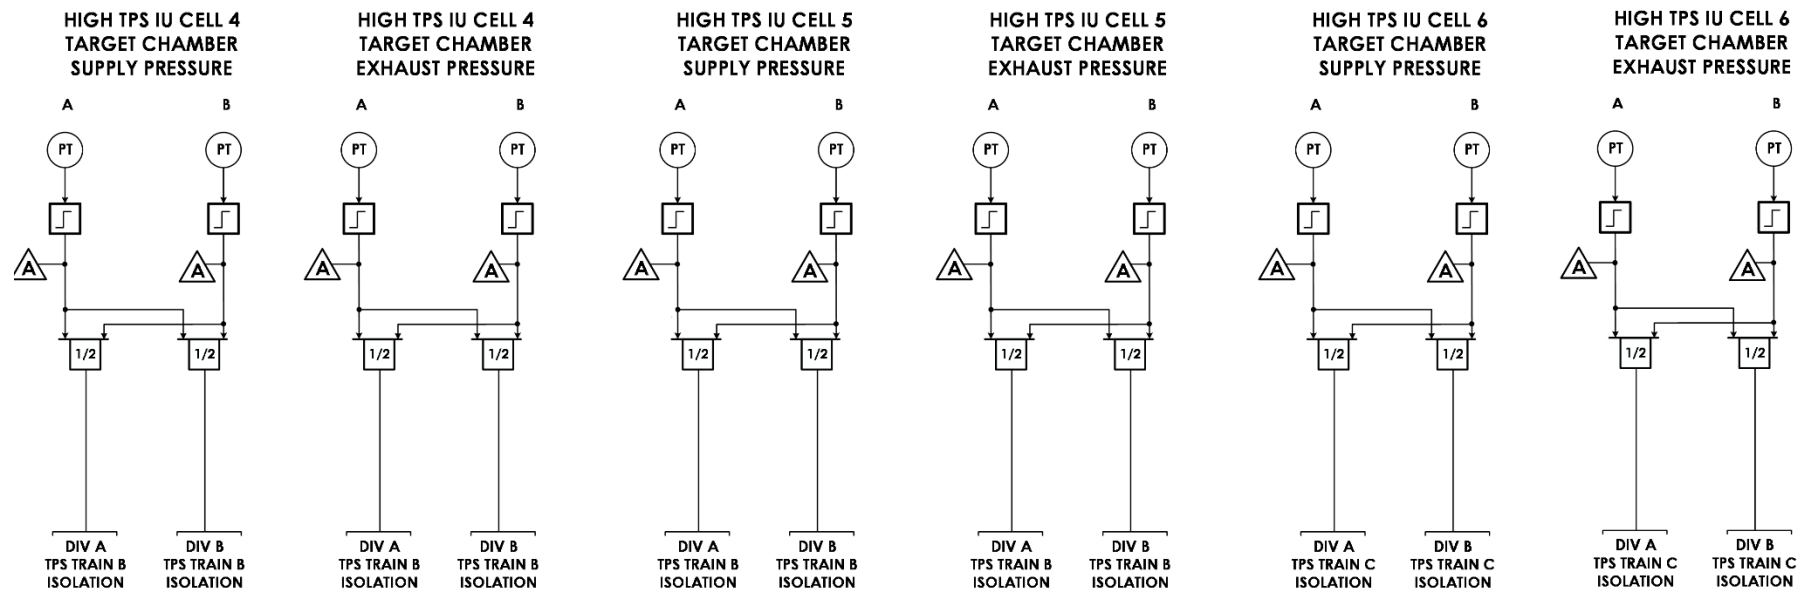 HIGH TPS IU CELL 4
TARGET CHAMBER
SUPPLY PRESSURE
A B
PT PT
A A
1/2 1/2
DIV A
TPS TRAIN B
ISOLATION
DIV B
TPS TRAIN B
ISOLATION
HIGH TPS IU CELL 4
TARGET CHAMBER
EXHAUST PRESSURE
A B
PT PT
A A
1/2 1/2
DIV A
TPS TRAIN B
ISOLATION
DIV B
TPS TRAIN B
ISOLATION
HIGH TPS IU CELL 5
TARGET CHAMBER
SUPPLY PRESSURE
A B
PT PT
A A
1/2 1/2
DIV A
TPS TRAIN B
ISOLATION
DIV B
TPS TRAIN B
ISOLATION
HIGH TPS IU CELL 5
TARGET CHAMBER
EXHAUST PRESSURE
A B
PT PT
A A
1/2 1/2
DIV A
TPS TRAIN B
ISOLATION
DIV B
TPS TRAIN B
ISOLATION
HIGH TPS IU CELL 6
TARGET CHAMBER
SUPPLY PRESSURE
A B
PT PT
A A
1/2 1/2
DIV A
TPS TRAIN C
ISOLATION
DIV B
TPS TRAIN C
ISOLATION
HIGH TPS IU CELL 6
TARGET CHAMBER
EXHAUST PRESSURE
A B
PT PT
A A
1/2 1/2
DIV A
TPS TRAIN C
ISOLATION
DIV B
TPS TRAIN C
ISOLATION